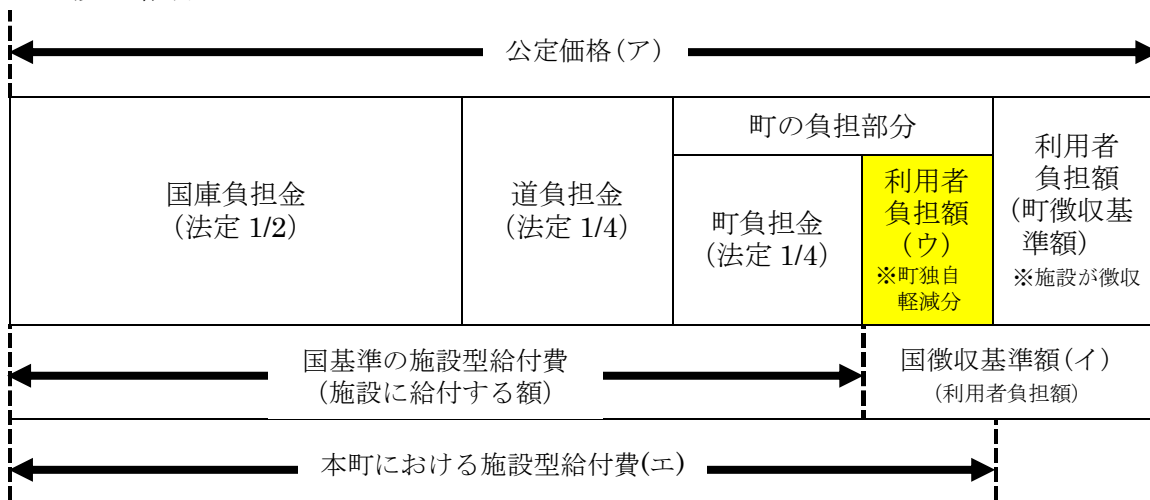 公定価格(ア)
国庫負担金
(法定 1/2)
道負担金
(法定 1/4)
町の負担部分
町負担金
(法定 1/4)
利用者
負担額
(ウ)
※町独自
軽減分
利用者
負担額
(町徴収基
準額)
※施設が徴収
国基準の施設型給付費
(施設に給付する額)
国徴収基準額(イ)
(利用者負担額)
本町における施設型給付費(エ)